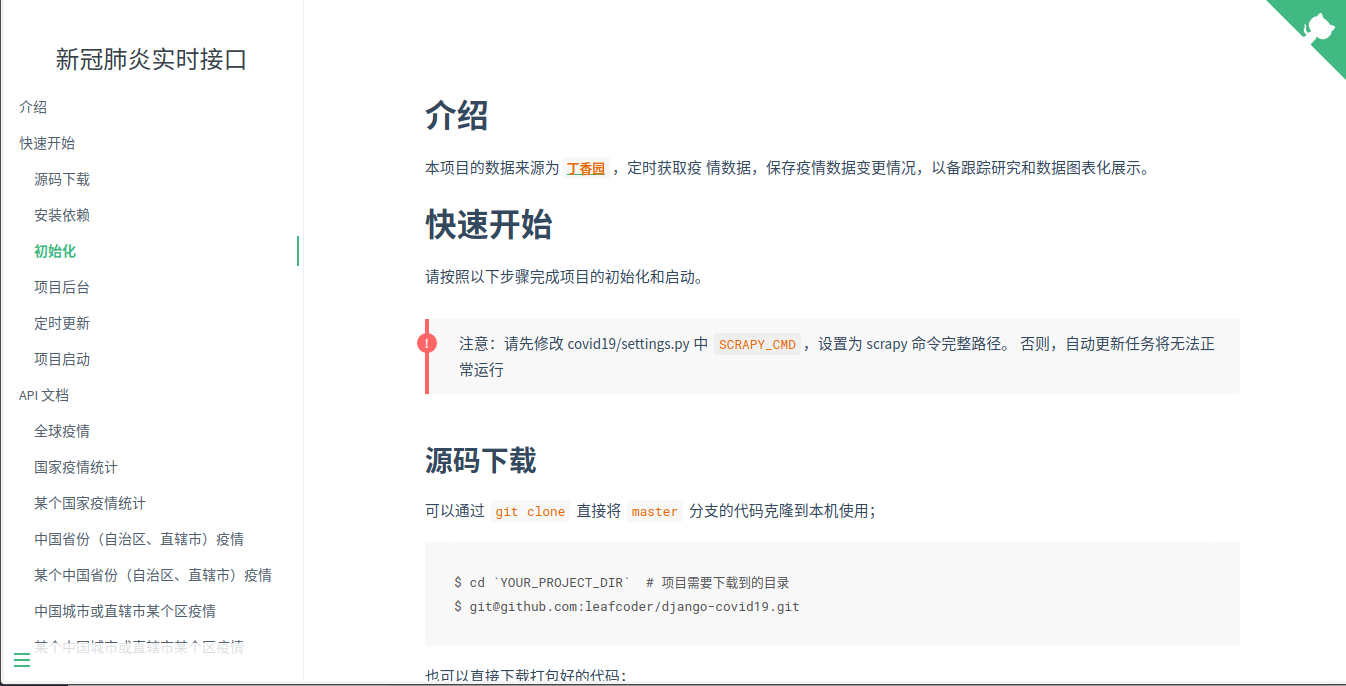 新冠肺炎实时接口
介绍
快速开始
源码下载
安装依赖
初始化
项目后台
定时更新
项目启动
API 文档
全球疫情
国家疫情统计
某个国家疫情统计
中国省份（自治区、直辖市）疫情
某个中国省份（自治区、直辖市）疫情
中国城市或直辖市某个区疫情
某个中国城市或直辖市某个区疫情
介绍
本项目的数据来源为 丁香园 ，定时获取疫 情数据，保存疫情数据变更情况，以备跟踪研究和数据图表化展示。
快速开始
请按照以下步骤完成项目的初始化和启动。
注意：请先修改 covid19/settings.py 中 SCRAPY_CMD ，设置为 scrapy 命令完整路径。 否则，自动更新任务将无法正
常运行
源码下载
可以通过 git clone 直接将 master 分支的代码克隆到本机使用；
$ cd `YOUR_PROJECT_DIR`  # 项目需要下载到的目录
$ git@github.com:leafcoder/django-covid19.git
也可以直接下载打包好的代码：